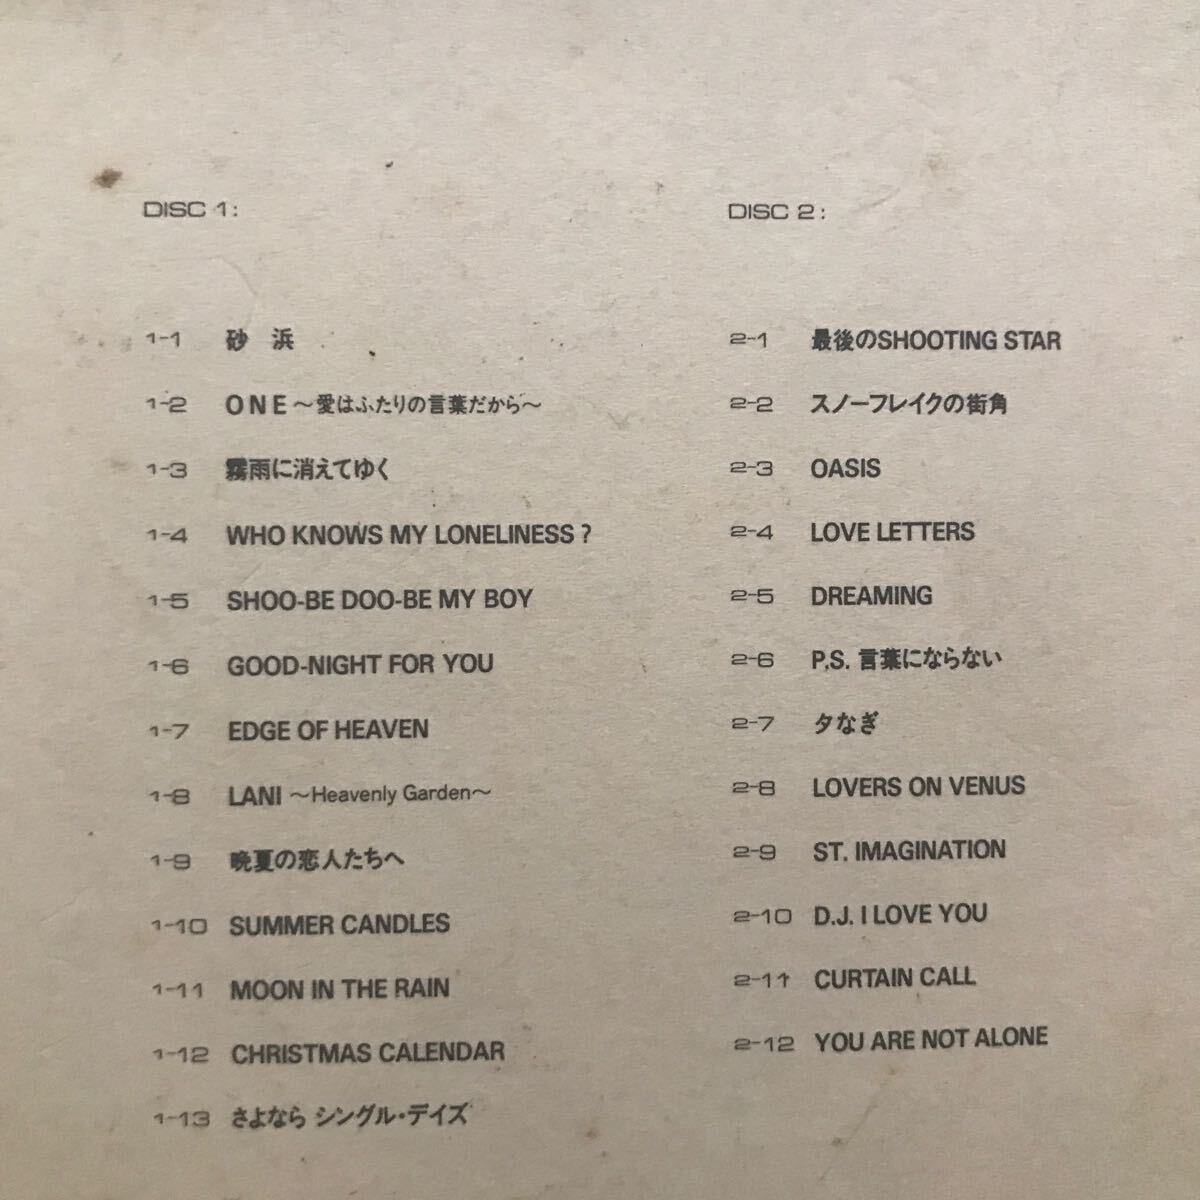 DISC 1:
1-1 砂 浜
1-2 ONE～愛はふたりの言葉だから～
1-3 霧雨に消えてゆく
1-4 WHO KNOWS MY LONELINESS?
1-5 SHOO-BE DOO-BE MY BOY
1-6 GOOD-NIGHT FOR YOU
1-7 EDGE OF HEAVEN
1-8 LANI ～Heavenly Garden～
1-9 晩夏の恋人たちへ
1-10 SUMMER CANDLES
1-11 MOON IN THE RAIN
1-12 CHRISTMAS CALENDAR
1-13 さよなら シングル・デイズ
DISC 2:
2-1 最後のSHOOTING STAR
2-2 スノーフレイクの街角
2-3 OASIS
2-4 LOVE LETTERS
2-5 DREAMING
2-6 P.S. 言葉にならない
2-7 夕なぎ
2-8 LOVERS ON VENUS
2-9 ST. IMAGINATION
2-10 D.J. I LOVE YOU
2-11 CURTAIN CALL
2-12 YOU ARE NOT ALONE